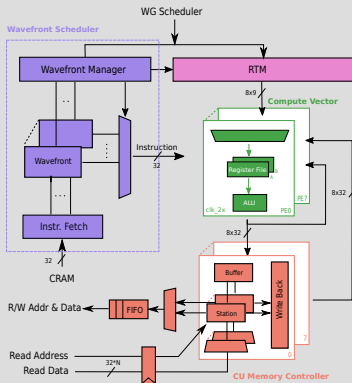 WG Scheduler
Wavefront Scheduler
Wavefront Manager
RTM
8x9
Compute Vector
Wavefront
Instruction
32
Register File
ALU
clk_2x
PE0
PE7
8x32
8x32
Instr. Fetch
32
CRAM
Buffer
Write Back
R/W Addr & Data
FIFO
Station
Read Address
Read Data
32*N
0
7
CU Memory Controller